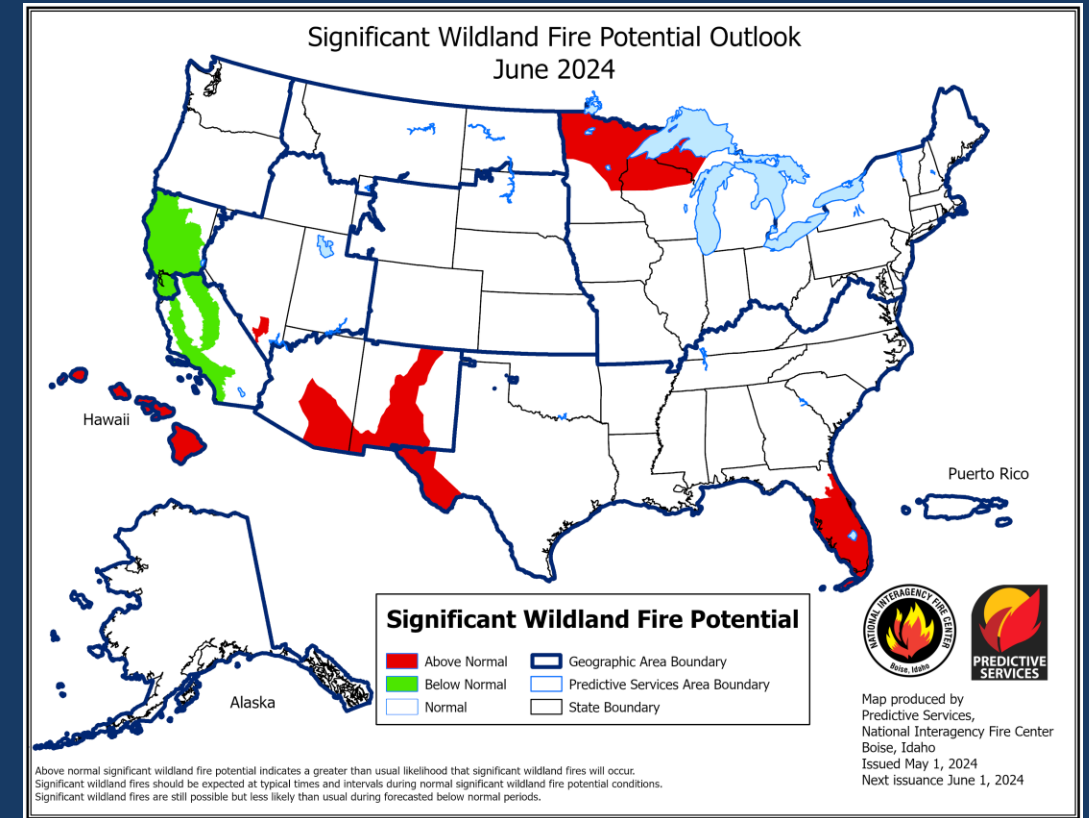 Significant Wildland Fire Potential Outlook
June 2024
Hawaii
Puerto Rico
Alaska
Significant Wildland Fire Potential
Above Normal
Below Normal
Normal
Geographic Area Boundary
Predictive Services Area Boundary
State Boundary
NATIONAL INTERAGENCY FIRE CENTER
Boise, Idaho
PREDICTIVE
SERVICES
Map produced by
Predictive Services,
National Interagency Fire Center
Boise, Idaho
Issued May 1, 2024
Next issuance June 1, 2024
Above normal significant wildland fire potential indicates a greater than usual likelihood that significant wildland fires will occur.
Significant wildland fires should be expected at typical times and intervals during normal significant wildland fire potential conditions.
Significant wildland fires are still possible but less likely than usual during forecasted below normal periods.